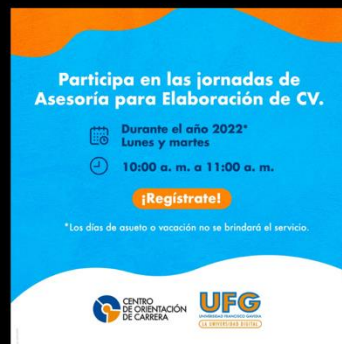 Participa en las jornadas de
Asesoría para Elaboración de CV.
Durante el año 2022*
Lunes y martes
10:00 a. m. a 11:00 a. m.
¡Regístrate!
*Los días de asueto o vacación no se brindará el servicio.
CENTRO
DE ORIENTACIÓN
DE CARRERA
UFG
UNIVERSIDAD FRANCISCO GAVIDIA
LA UNIVERSIDAD DIGITAL